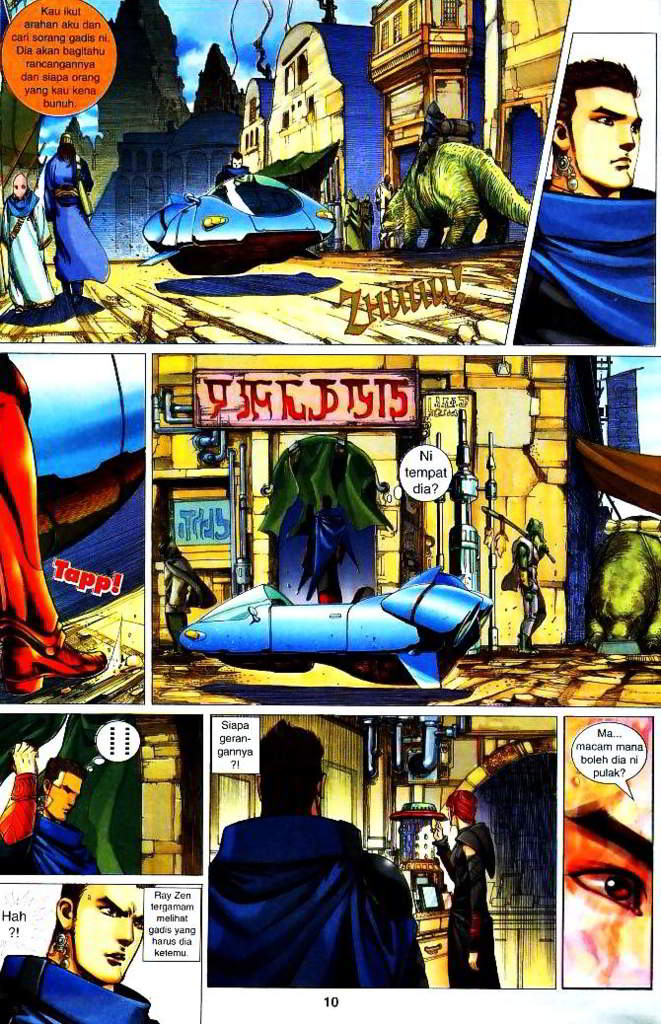 Kau ikut
arahan aku dan
cari sorang gadis ni.
Dia akan bagitahu
rancangannya
dan siapa orang
yang kau kena
bunuh.
ZHUUU!
Tapp!
Ni
tempat
dia?
!!!!
Siapa
geran-
gannya
?!
Ma...
macam mana
boleh dia ni
pulak?
Hah
?!
Ray Zen
tergamam
melihat
gadis yang
harus dia
ketemu.
10